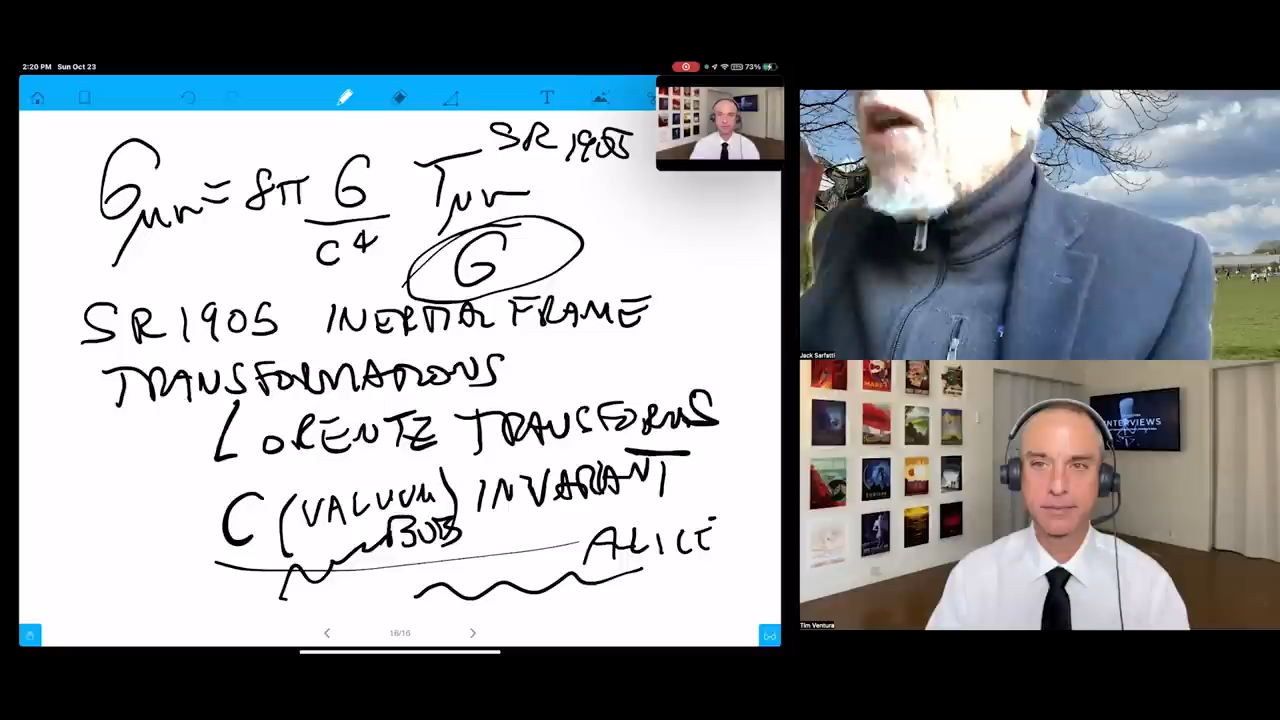 2:20 PM Sun Oct 23
73%
Gμν = 8π G/c⁴ Tμν SR 1905
G
SR 1905 INERTIAL FRAME
TRANSFORMATIONS
LORENTZ TRANSFORMS
C (VACUUM) INVARIANT
BOB
ALICE
16/16
Jack Sarfatti
INTERVIEWS
Tim Ventura